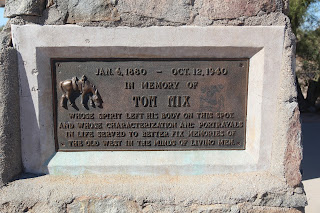 JAN. 6, 1880 – OCT. 12, 1940
IN MEMORY OF
TOM MIX
WHOSE SPIRIT LEFT HIS BODY ON THIS SPOT
AND WHOSE CHARACTERIZATION AND PORTRAYALS
IN LIFE SERVED TO BETTER FIX MEMORIES OF
THE OLD WEST IN THE MINDS OF LIVING MEN.